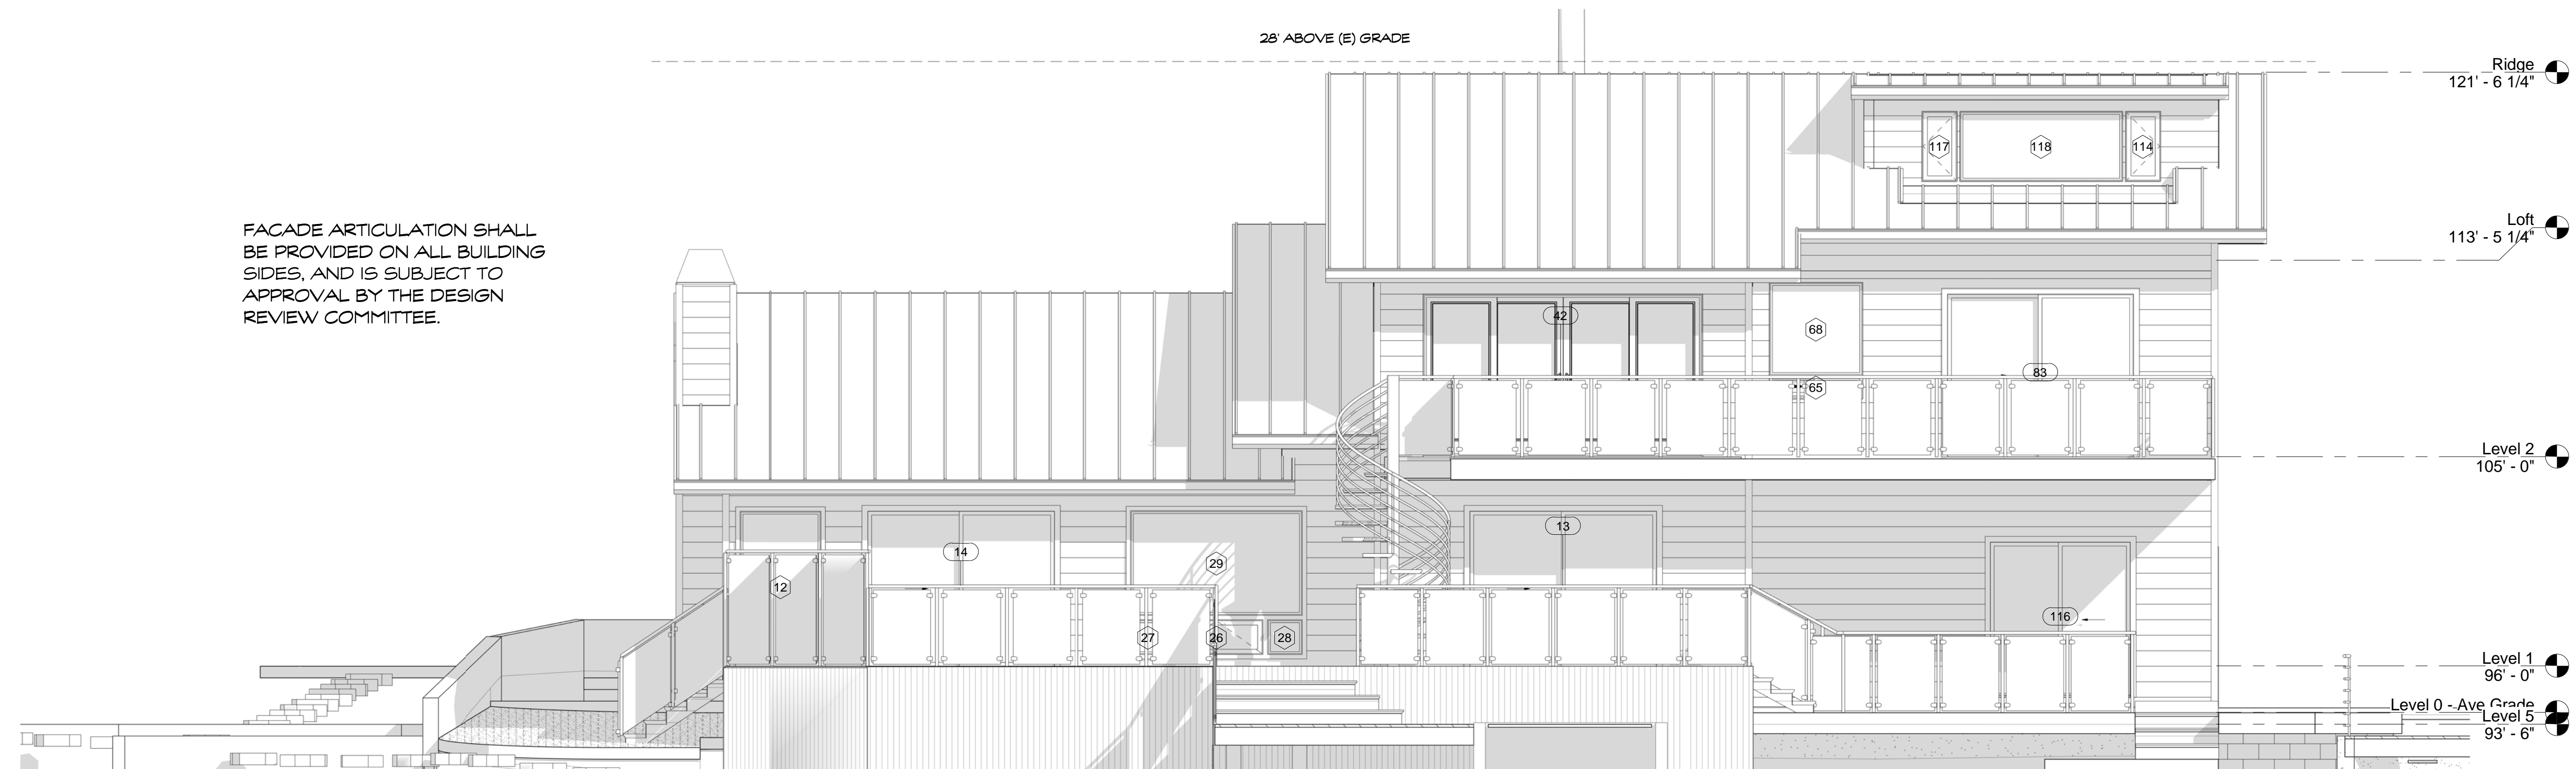 28' ABOVE (E) GRADE
Ridge
121' - 6 1/4"
117
118
114
FACADE ARTICULATION SHALL
BE PROVIDED ON ALL BUILDING
SIDES, AND IS SUBJECT TO
APPROVAL BY THE DESIGN
REVIEW COMMITTEE.
Loft
113' - 5 1/4"
42
68
83
65
Level 2
105' - 0"
14
13
29
12
116
27
26
28
Level 1
96' - 0"
Level 0 - Ave Grade
Level 5
93' - 6"